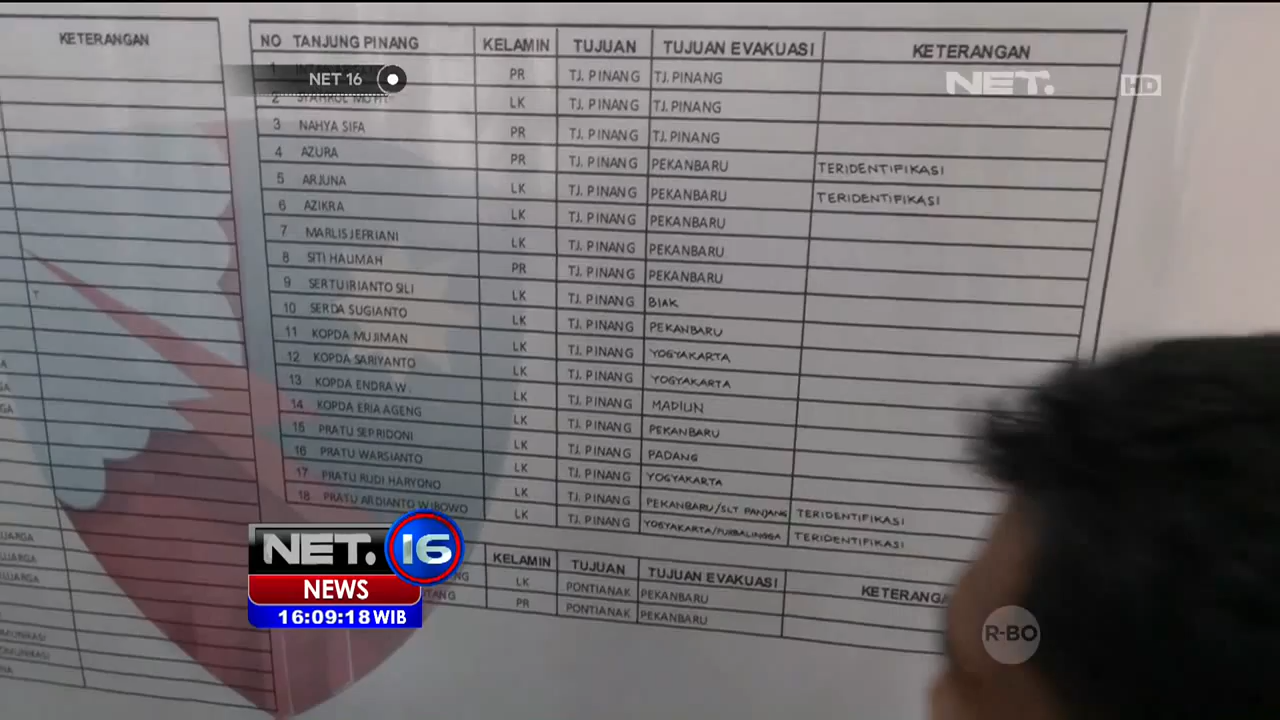 KETERANGAN
NO TANJUNG PINANG KELAMIN TUJUAN TUJUAN EVAKUASI KETERANGAN
1 PR TJ. PINANG TJ. PINANG
2 SYAHRUL LK TJ. PINANG TJ. PINANG
3 NAHYA SIFA PR TJ. PINANG TJ. PINANG
4 AZURA PR TJ. PINANG PEKANBARU TERIDENTIFIKASI
5 ARJUNA LK TJ. PINANG PEKANBARU TERIDENTIFIKASI
6 AZIKRA LK TJ. PINANG PEKANBARU
7 MARLIS JEFRIANI LK TJ. PINANG PEKANBARU
8 SITI HALIMAH PR TJ. PINANG PEKANBARU
9 SERTU IRIANTO SILI LK TJ. PINANG BIAK
10 SERDA SUGIANTO LK TJ. PINANG PEKANBARU
11 KOPDA MUJIMAN LK TJ. PINANG YOGYAKARTA
12 KOPDA SARIYANTO LK TJ. PINANG YOGYAKARTA
13 KOPDA ENDRA W. LK TJ. PINANG MADIUN
14 KOPDA ERIA AGENG LK TJ. PINANG PEKANBARU
15 PRATU SEPRIDONI LK TJ. PINANG PADANG
16 PRATU WARSIANTO LK TJ. PINANG YOGYAKARTA
17 PRATU RUDI HARYONO LK TJ. PINANG PEKANBARU/SLT PANJANG TERIDENTIFIKASI
18 PRATU ARDIANTO WIBOWO LK TJ. PINANG YOGYAKARTA/PURBALINGGA TERIDENTIFIKASI
KELAMIN TUJUAN TUJUAN EVAKUASI
LK PONTIANAK PEKANBARU
PR PONTIANAK PEKANBARU
NET 16
NET. HD
NET. 16
NEWS
16:09:18 WIB
R-BO